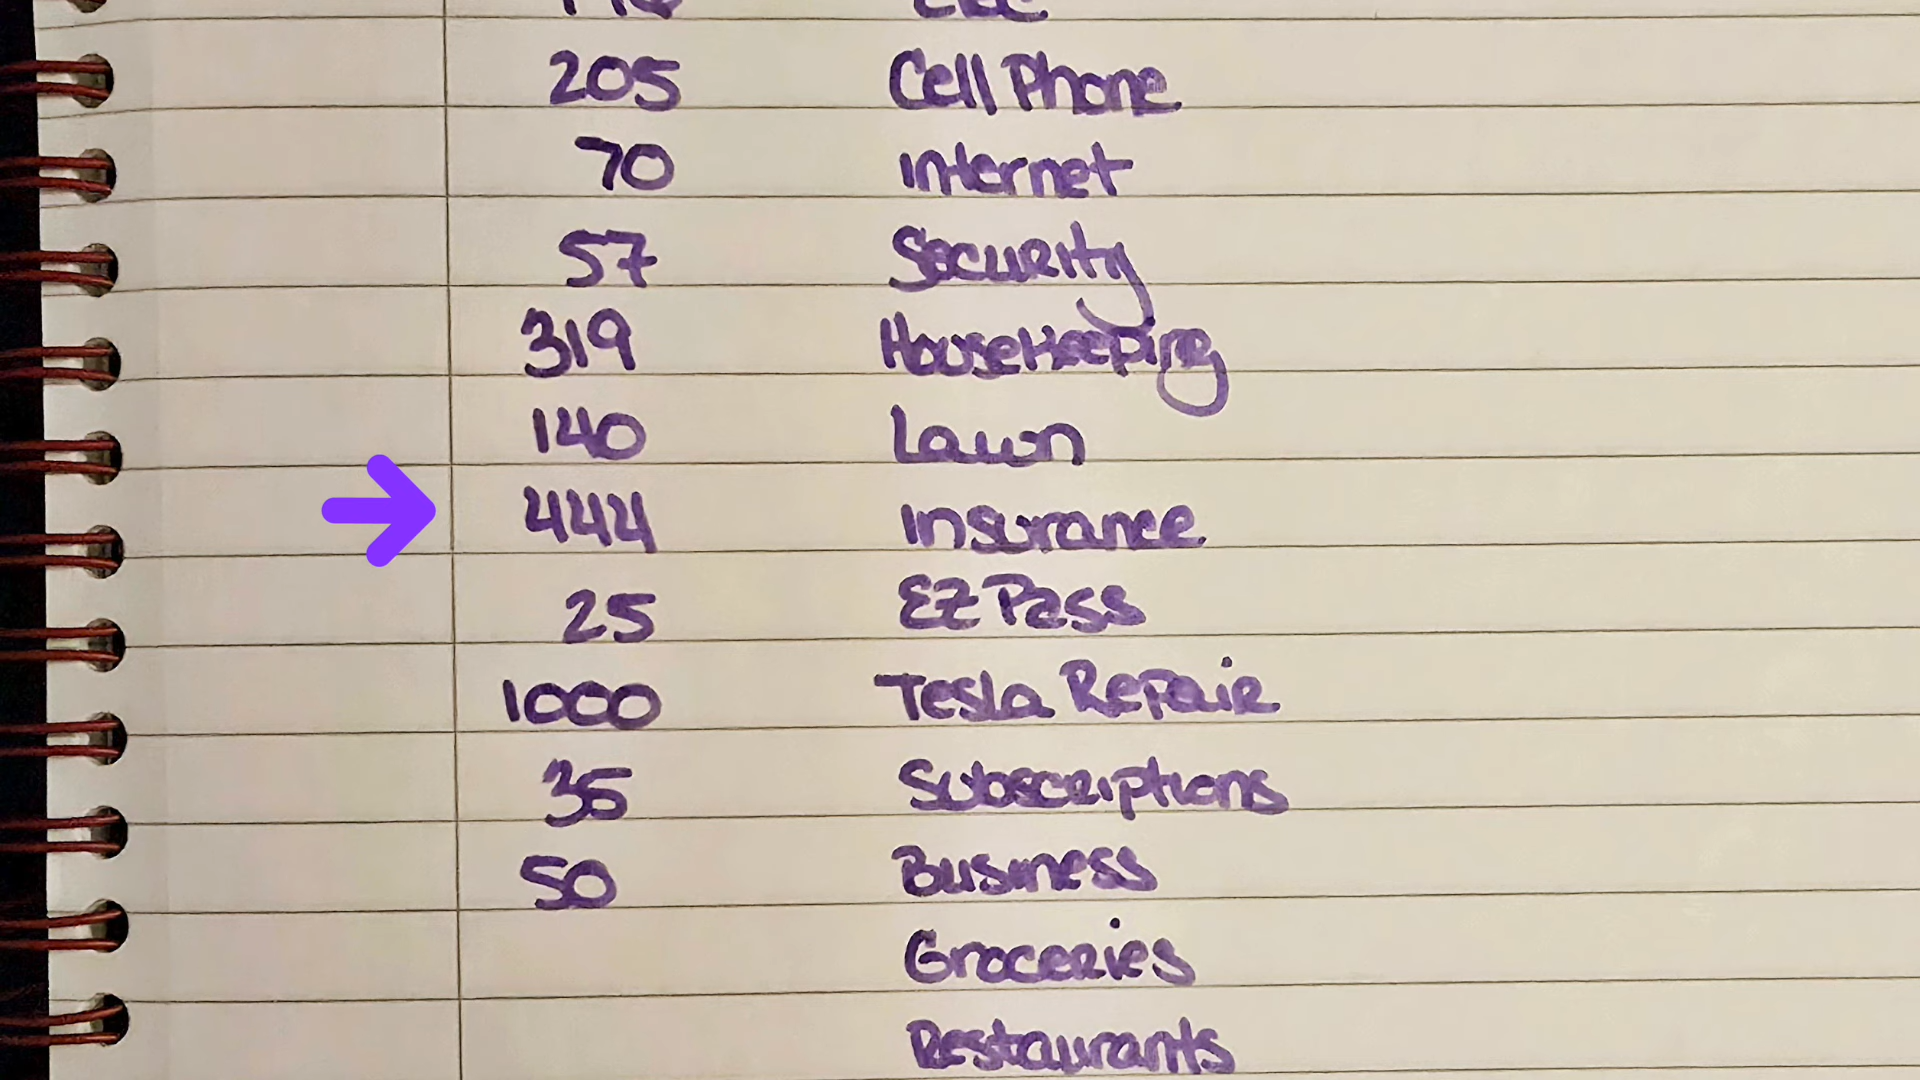 205 Cell Phone
70 Internet
57 Security
319 Housekeeping
140 Lawn
444 Insurance
25 EZ Pass
1000 Tesla Repair
35 Subscriptions
50 Business
Groceries
Restaurants